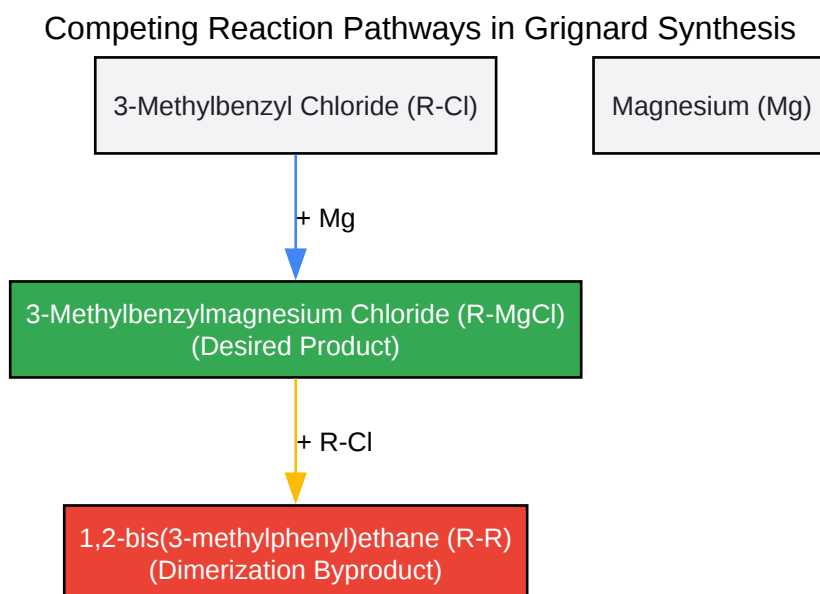 Competing Reaction Pathways in Grignard Synthesis
3-Methylbenzyl Chloride (R-Cl)
Magnesium (Mg)
+ Mg
3-Methylbenzylmagnesium Chloride (R-MgCl)
(Desired Product)
+ R-Cl
1,2-bis(3-methylphenyl)ethane (R-R)
(Dimerization Byproduct)